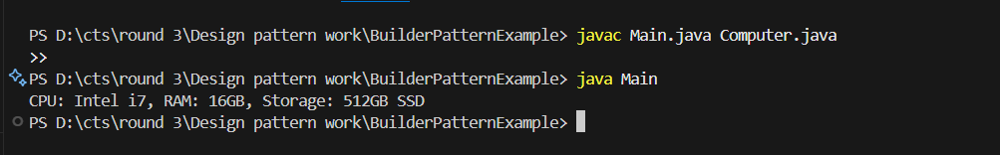 PS D:\cts\round 3\Design pattern work\BuilderPatternExample> javac Main.java Computer.java
>>
PS D:\cts\round 3\Design pattern work\BuilderPatternExample> java Main
CPU: Intel i7, RAM: 16GB, Storage: 512GB SSD
PS D:\cts\round 3\Design pattern work\BuilderPatternExample>